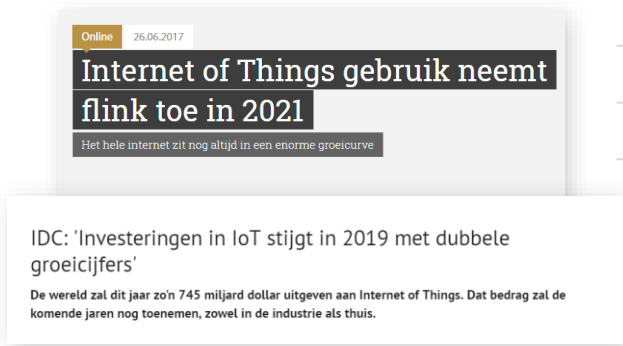 Online 26.06.2017
Internet of Things gebruik neemt
flink toe in 2021
Het hele internet zit nog altijd in een enorme groeicurve
IDC: 'Investeringen in IoT stijgt in 2019 met dubbele
groeicijfers'
De wereld zal dit jaar zo'n 745 miljard dollar uitgeven aan Internet of Things. Dat bedrag zal de
komende jaren nog toenemen, zowel in de industrie als thuis.